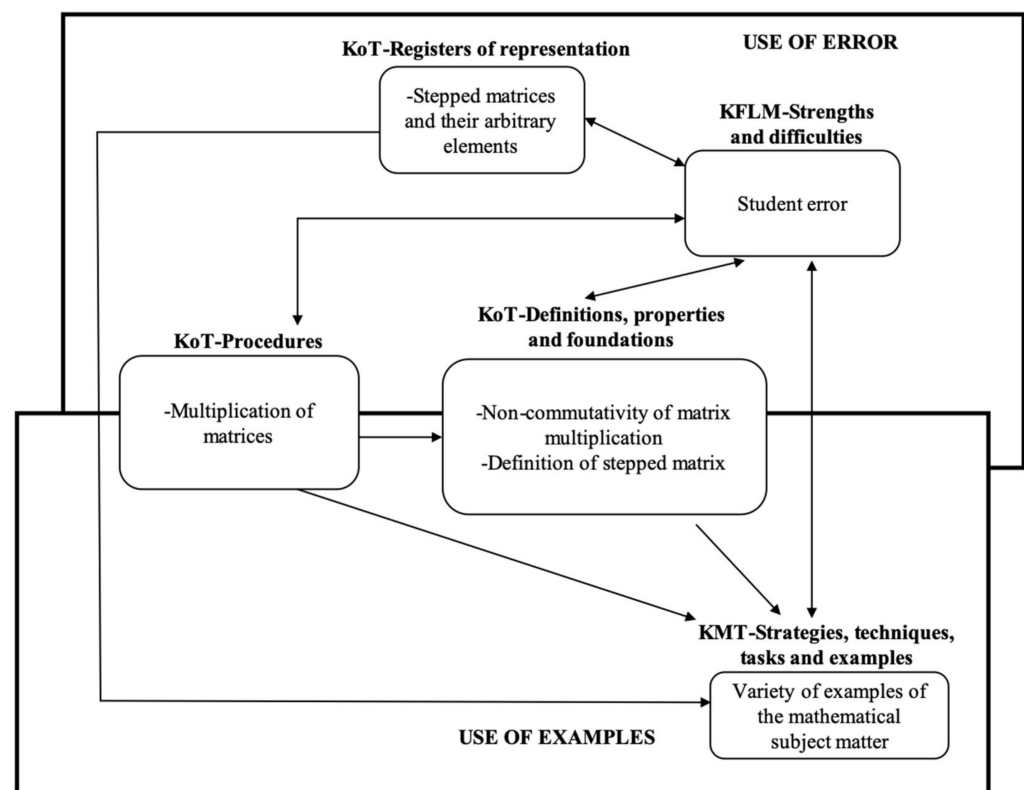 USE OF ERROR
KoT-Registers of representation
-Stepped matrices
and their arbitrary
elements
KFLM-Strengths
and difficulties
Student error
KoT-Definitions, properties
and foundations
KoT-Procedures
-Multiplication of
matrices
-Non-commutativity of matrix
multiplication
-Definition of stepped matrix
KMT-Strategies, techniques,
tasks and examples
Variety of examples of
the mathematical
subject matter
USE OF EXAMPLES